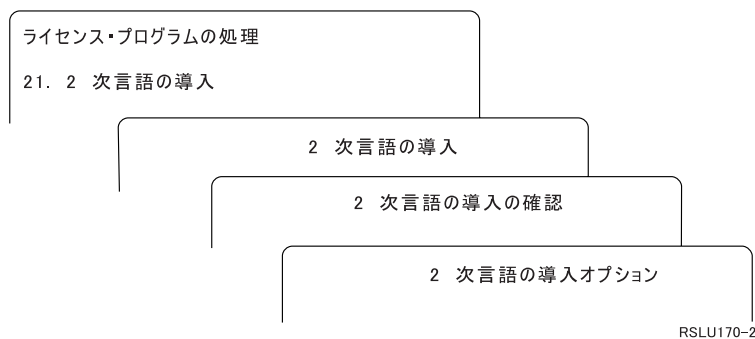 ライセンス・プログラムの処理
21. 2 次言語の導入
2 次言語の導入
2 次言語の導入の確認
2 次言語の導入オプション
RSLU170-2